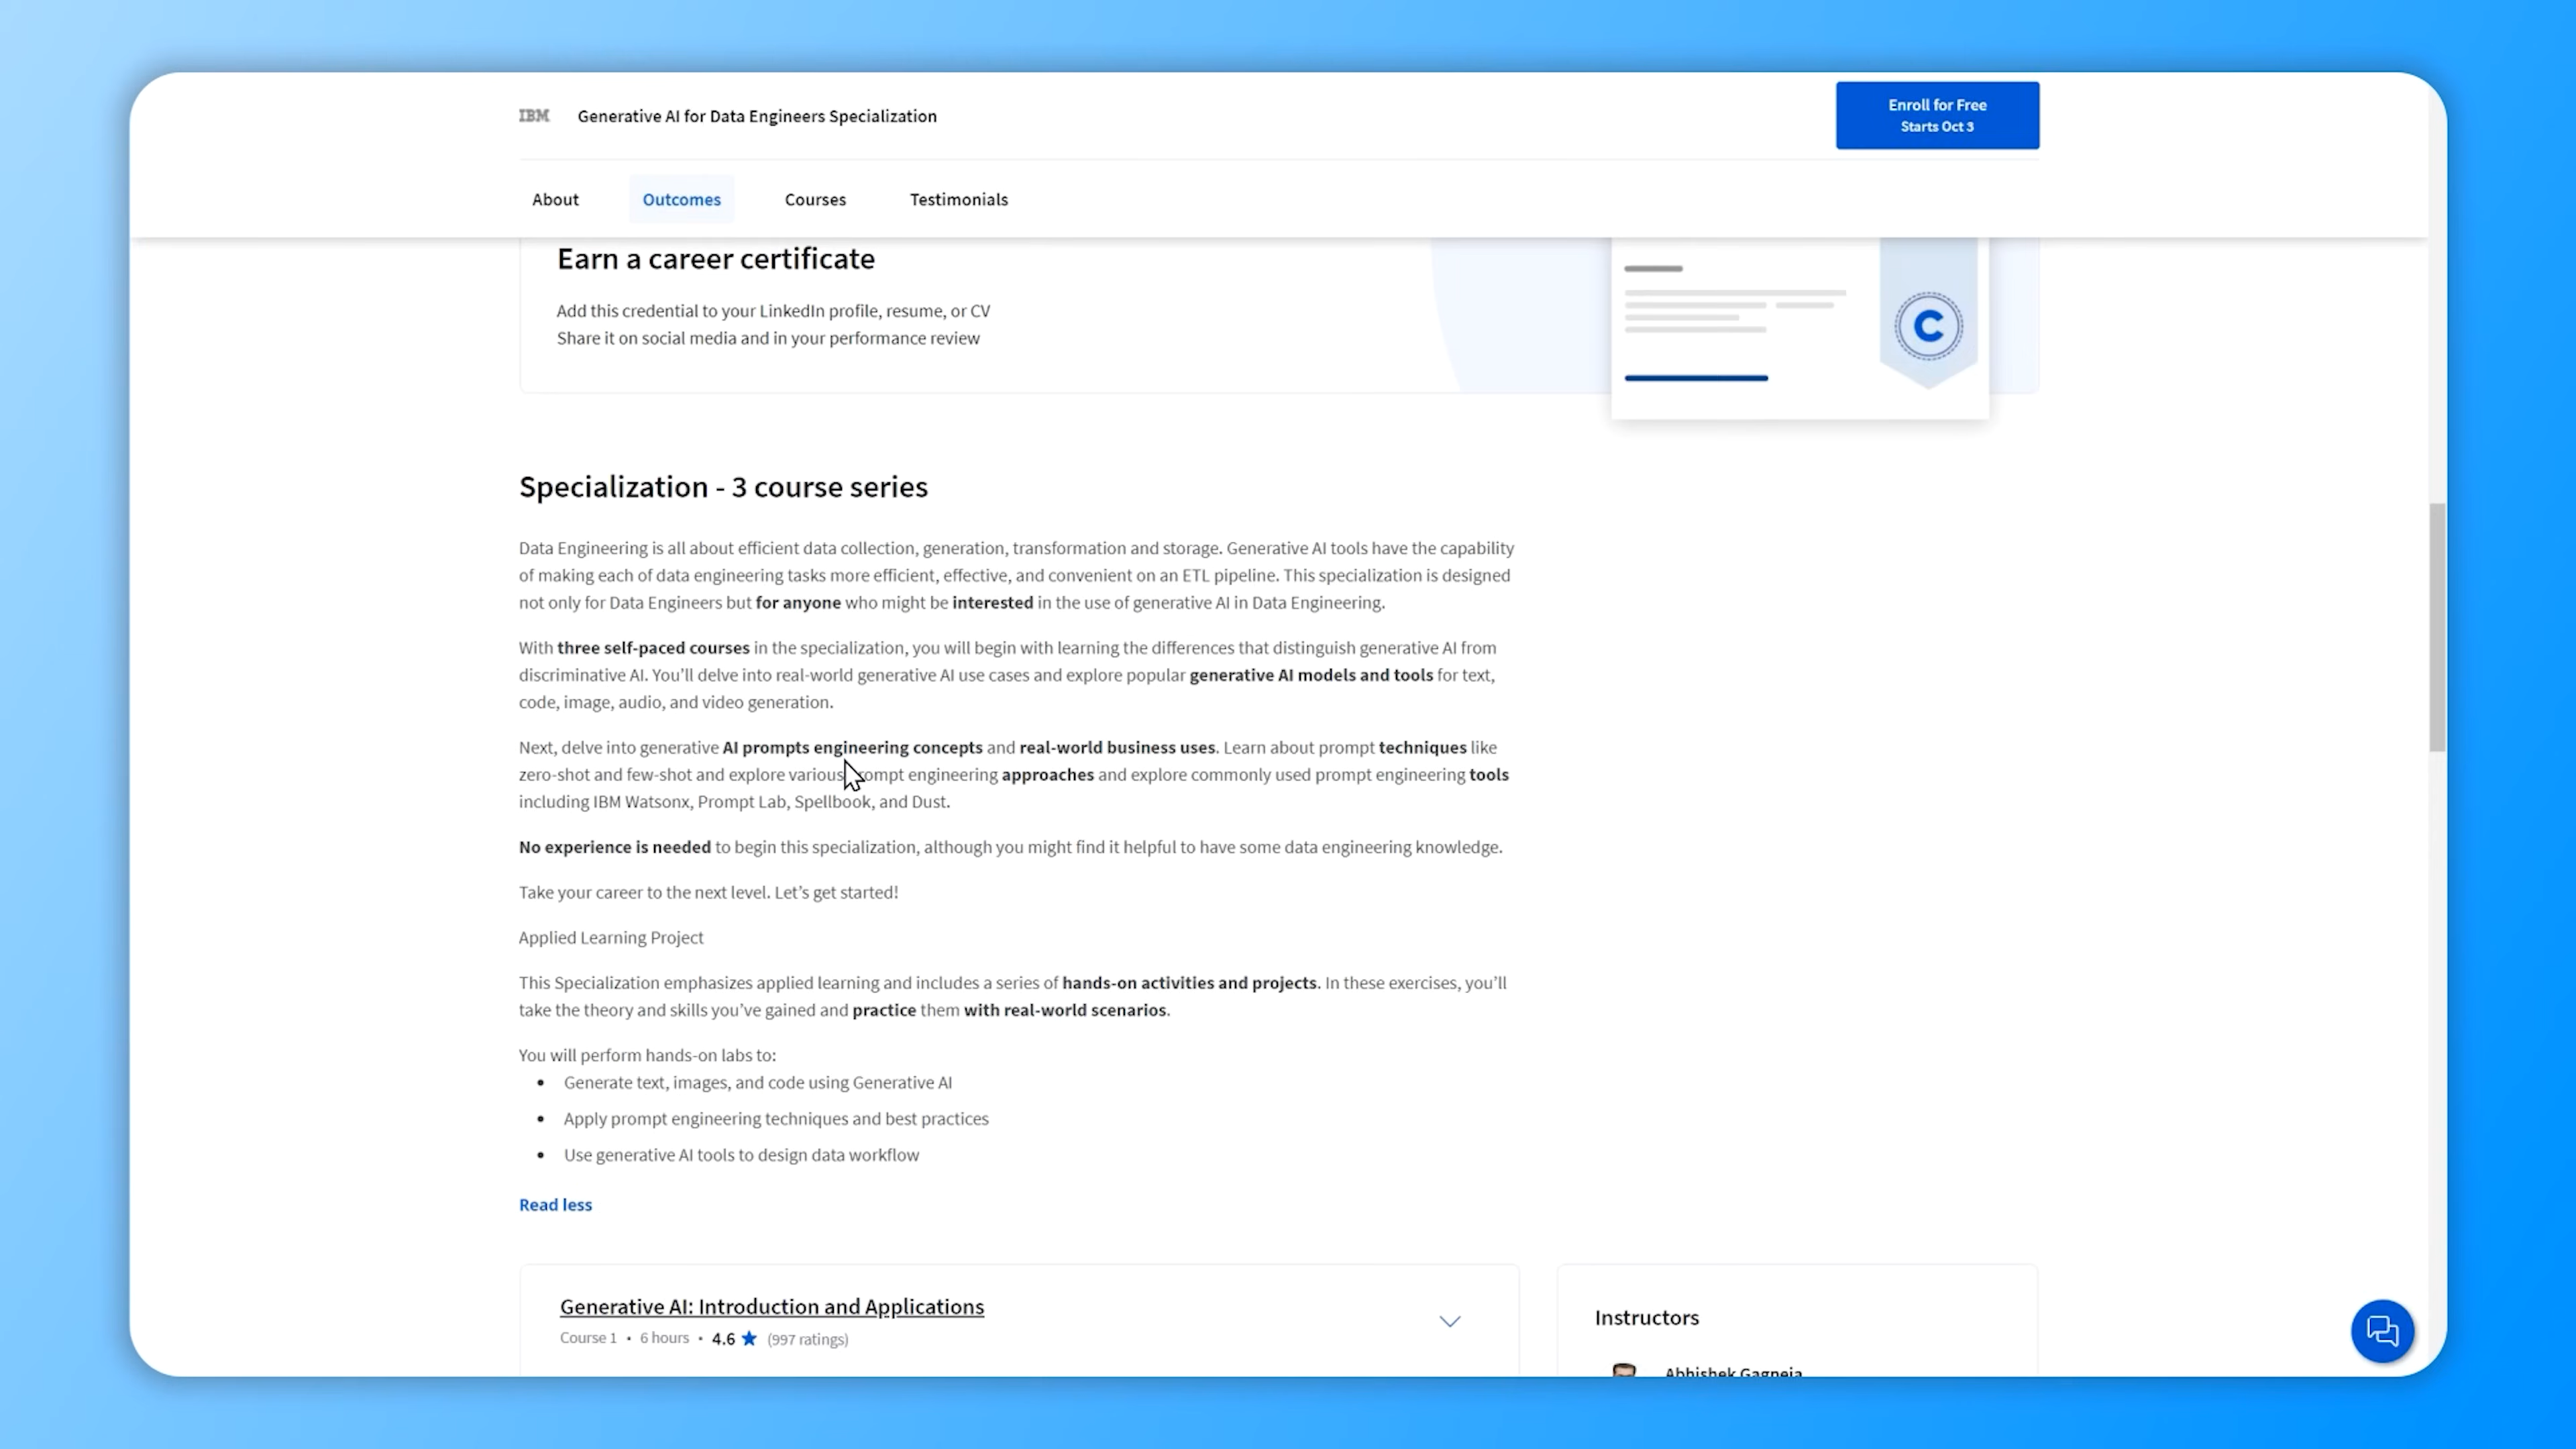 IBM Generative AI for Data Engineers Specialization
Enroll for Free
Starts Oct 3
About Outcomes Courses Testimonials
Earn a career certificate
Add this credential to your LinkedIn profile, resume, or CV
Share it on social media and in your performance review
C
Specialization - 3 course series
Data Engineering is all about efficient data collection, generation, transformation and storage. Generative AI tools have the capability
of making each of data engineering tasks more efficient, effective, and convenient on an ETL pipeline. This specialization is designed
not only for Data Engineers but for anyone who might be interested in the use of generative AI in Data Engineering.
With three self-paced courses in the specialization, you will begin with learning the differences that distinguish generative AI from
discriminative AI. You’ll delve into real-world generative AI use cases and explore popular generative AI models and tools for text,
code, image, audio, and video generation.
Next, delve into generative AI prompts engineering concepts and real-world business uses. Learn about prompt techniques like
zero-shot and few-shot and explore various prompt engineering approaches and explore commonly used prompt engineering tools
including IBM Watsonx, Prompt Lab, Spellbook, and Dust.
No experience is needed to begin this specialization, although you might find it helpful to have some data engineering knowledge.
Take your career to the next level. Let’s get started!
Applied Learning Project
This Specialization emphasizes applied learning and includes a series of hands-on activities and projects. In these exercises, you’ll
take the theory and skills you’ve gained and practice them with real-world scenarios.
You will perform hands-on labs to:
• Generate text, images, and code using Generative AI
• Apply prompt engineering techniques and best practices
• Use generative AI tools to design data workflow
Read less
Generative AI: Introduction and Applications
Course 1 • 6 hours • 4.6 ★ (997 ratings)
Instructors
Abhishek Gagneja